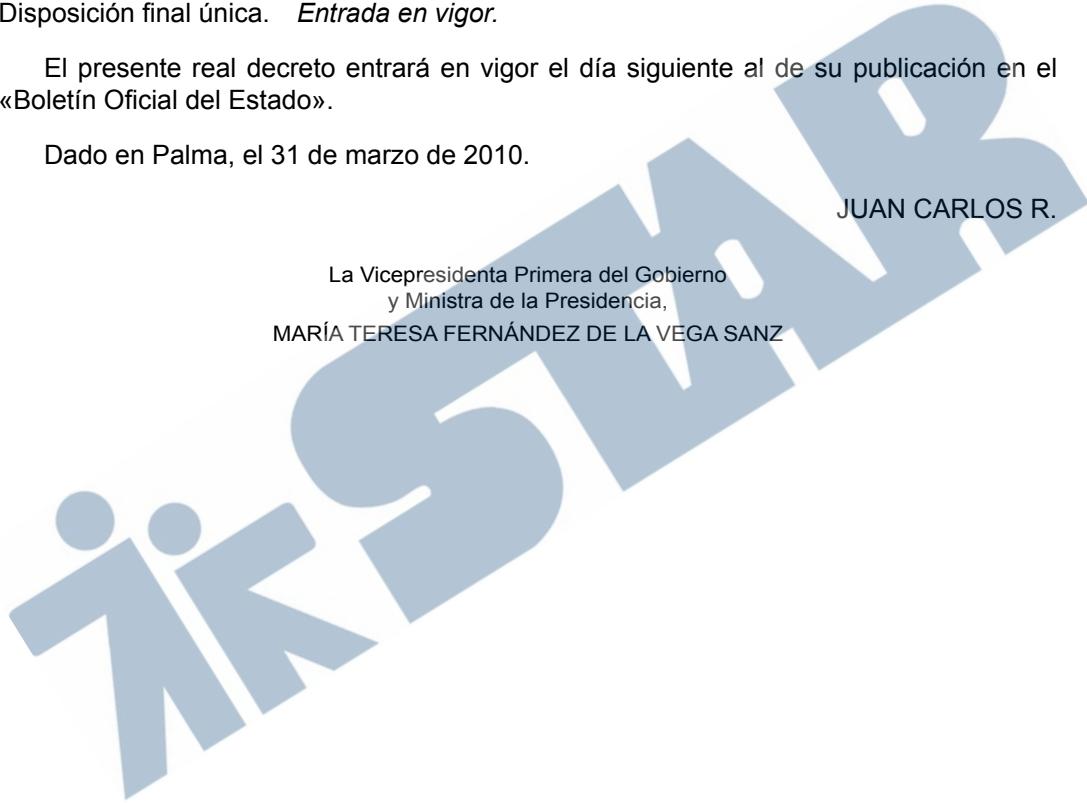 Disposición final única. Entrada en vigor.
El presente real decreto entrará en vigor el día siguiente al de su publicación en el
«Boletín Oficial del Estado».
Dado en Palma, el 31 de marzo de 2010.
JUAN CARLOS R.
La Vicepresidenta Primera del Gobierno
y Ministra de la Presidencia,
MARÍA TERESA FERNÁNDEZ DE LA VEGA SANZ
STAR